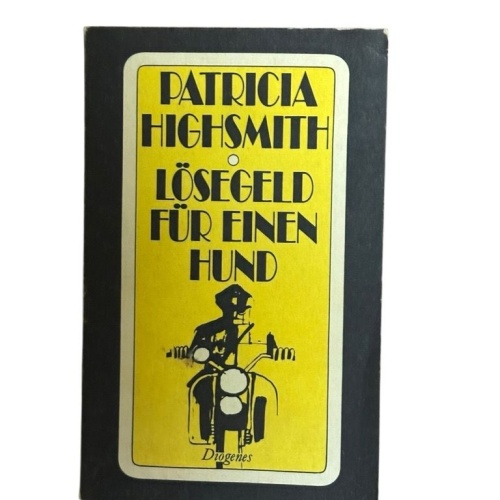 PATRICIA
HIGHSMITH
LÖSEGELD
FÜR EINEN
HUND
Diogenes